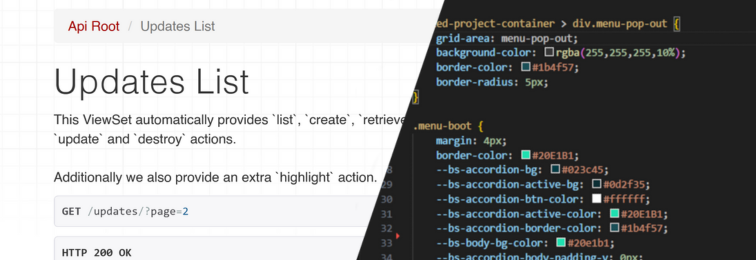 Api Root / Updates List
Updates List
This ViewSet automatically provides `list`, `create`, `retrieve
`update` and `destroy` actions.
Additionally we also provide an extra `highlight` action.
GET /updates/?page=2
HTTP 200 OK
ed-project-container > div.menu-pop-out {
grid-area: menu-pop-out;
background-color: rgba(255,255,255,10%);
border-color: #1b4f57;
border-radius: 5px;
}
.menu-boot {
margin: 4px;
border-color: #20E1B1;
--bs-accordion-bg: #023c45;
29 --bs-accordion-active-bg: #0d2f35;
30 --bs-accordion-btn-color: #ffffff;
31 --bs-accordion-active-color: #20E1B1;
32 --bs-accordion-border-color: #1b4f57;
33 --bs-body-bg-color: #20e1b1;
34 --bs-accordion-body-padding-y: 0px;